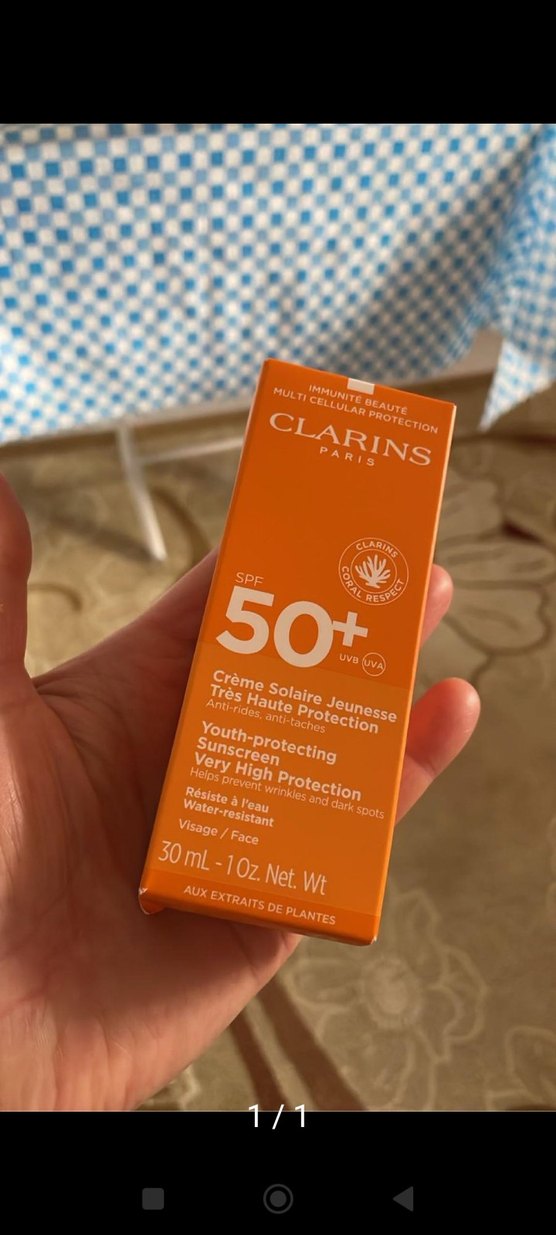 IMMUNITÉ BEAUTÉ
MULTI CELLULAR PROTECTION
CLARINS
PARIS
CLARINS
CORAL RESPECT
SPF
50+
UVB UVA
Crème Solaire Jeunesse
Très Haute Protection
Anti-rides, anti-taches
Youth-protecting
Sunscreen
Very High Protection
Helps prevent wrinkles and dark spots
Résiste à l'eau
Water-resistant
Visage / Face
30 mL - 1 Oz. Net. Wt
AUX EXTRAITS DE PLANTES
1 / 1